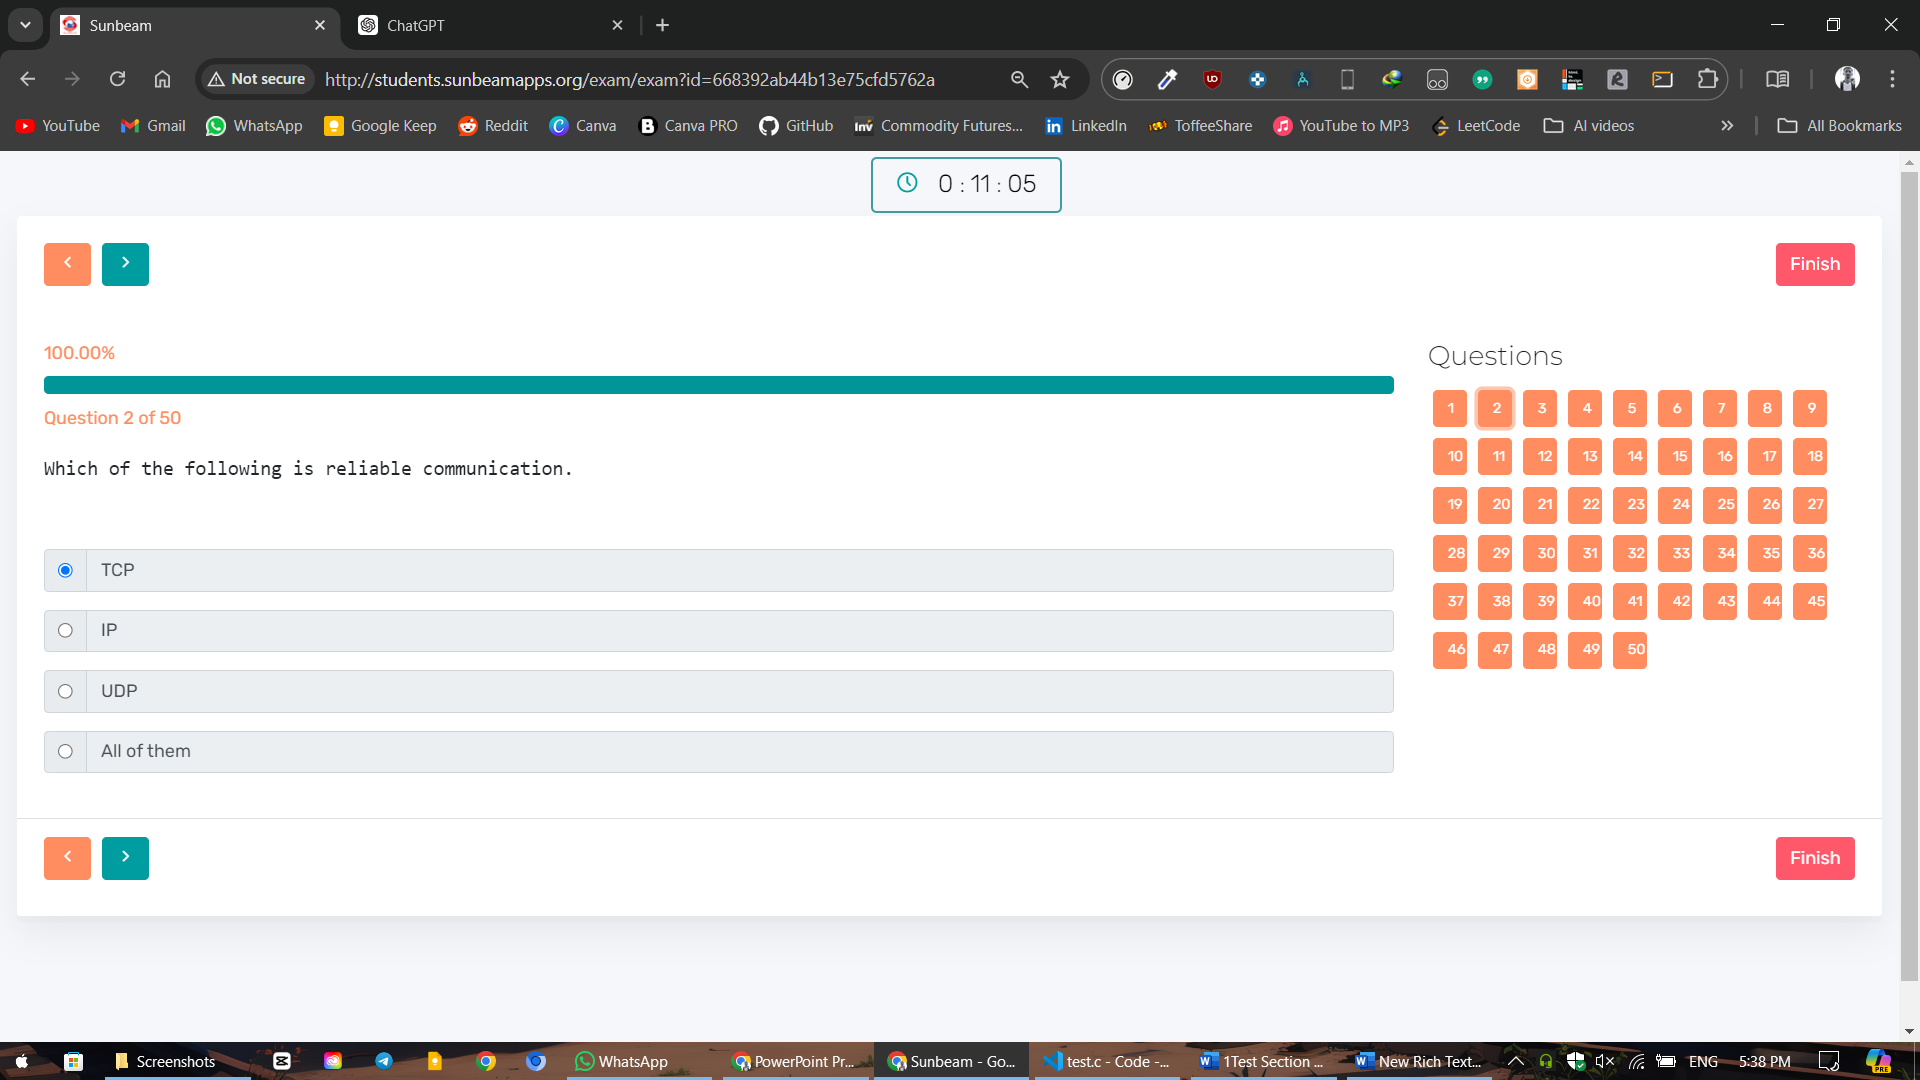 Sunbeam
ChatGPT
Not secure
http://students.sunbeamapps.org/exam/exam?id=668392ab44b13e75cfd5762a
YouTube
Gmail
WhatsApp
Google Keep
Reddit
Canva
Canva PRO
GitHub
Commodity Futures...
LinkedIn
ToffeeShare
YouTube to MP3
LeetCode
AI videos
All Bookmarks
0 : 11 : 05
Finish
100.00%
Question 2 of 50
Which of the following is reliable communication.
TCP
IP
UDP
All of them
Questions
1 2 3 4 5 6 7 8 9
10 11 12 13 14 15 16 17 18
19 20 21 22 23 24 25 26 27
28 29 30 31 32 33 34 35 36
37 38 39 40 41 42 43 44 45
46 47 48 49 50
Finish
Screenshots
WhatsApp
PowerPoint Pr...
Sunbeam - Go...
test.c - Code -...
1Test Section ...
New Rich Text...
ENG
5:38 PM
PRE